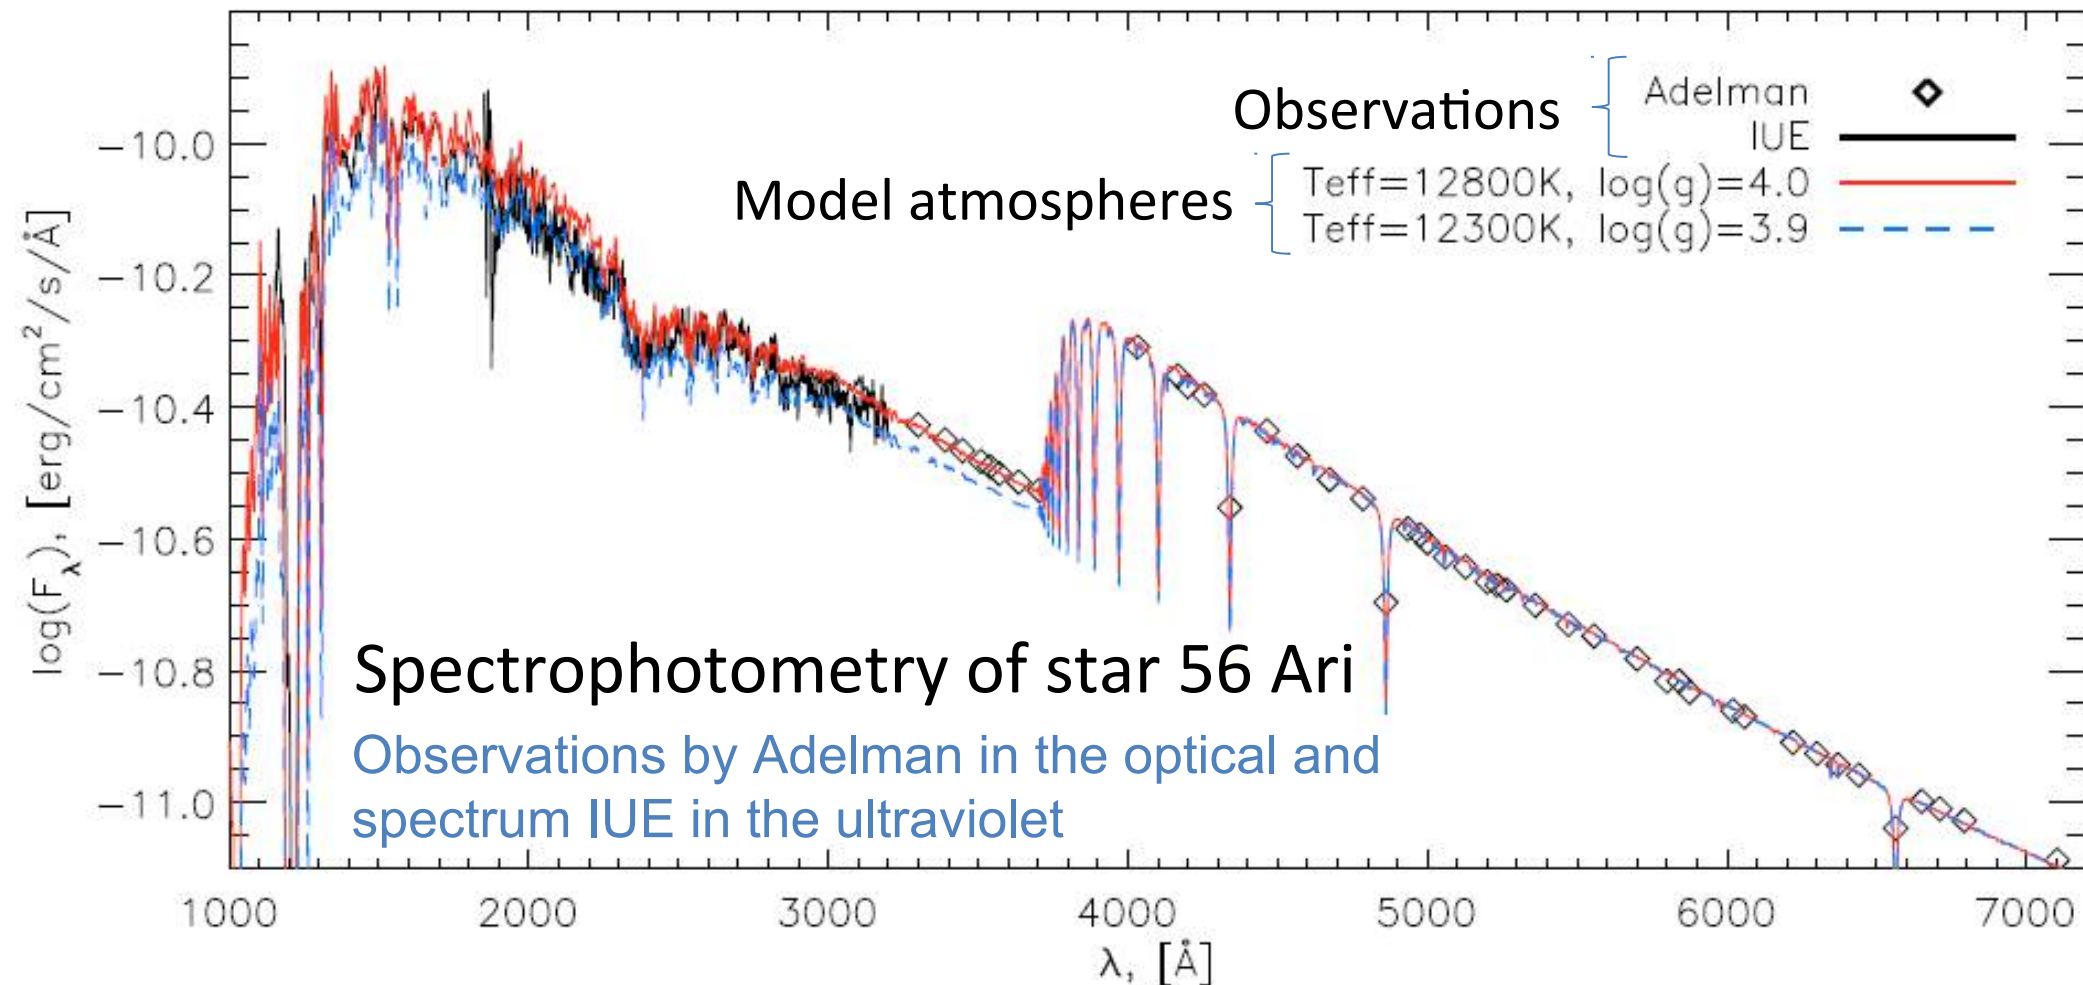 Observations
Adelman
IUE
Model atmospheres
Teff=12800K, log(g)=4.0
Teff=12300K, log(g)=3.9
log(F_λ), [erg/cm²/s/Å]
−10.0
−10.2
−10.4
−10.6
−10.8
−11.0
Spectrophotometry of star 56 Ari
Observations by Adelman in the optical and
spectrum IUE in the ultraviolet
1000 2000 3000 4000 5000 6000 7000
λ, [Å]